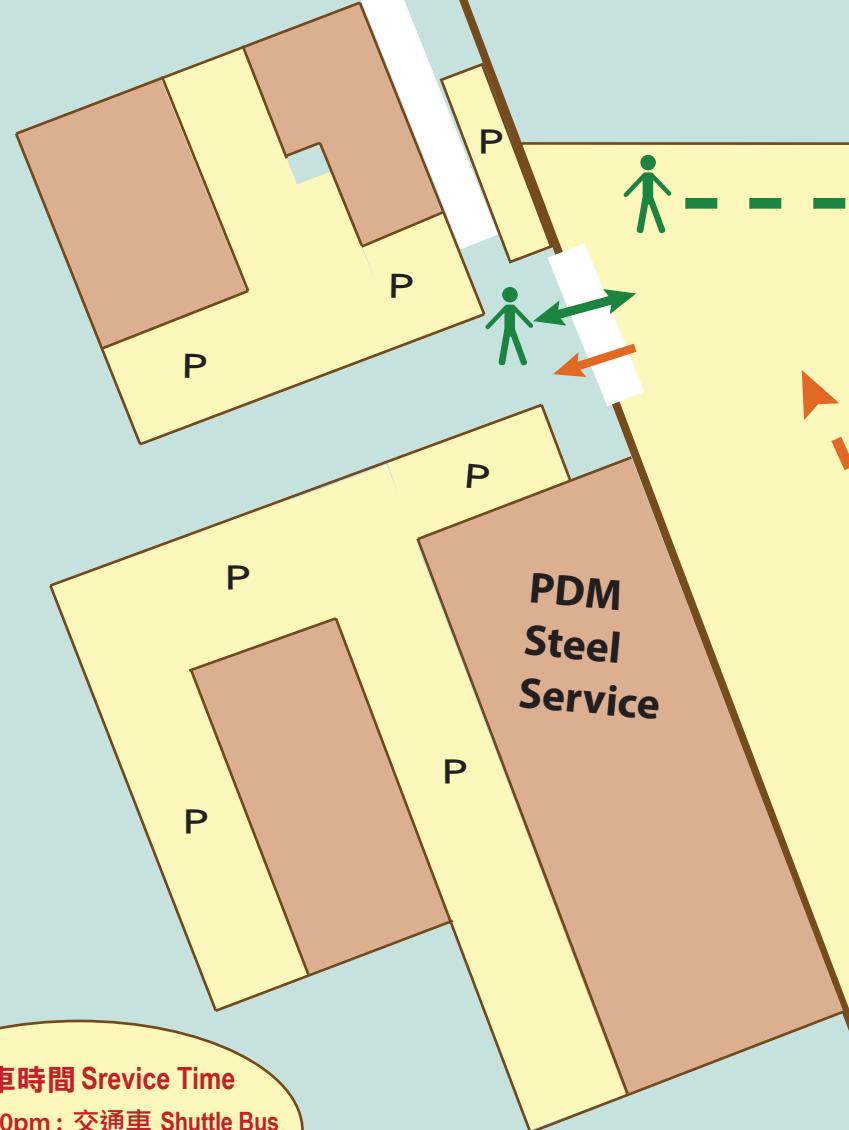 P
P
P
P
P
PDM
Steel
Service
P
P
車時間 Srevice Time
0pm : 交通車 Shuttle Bus